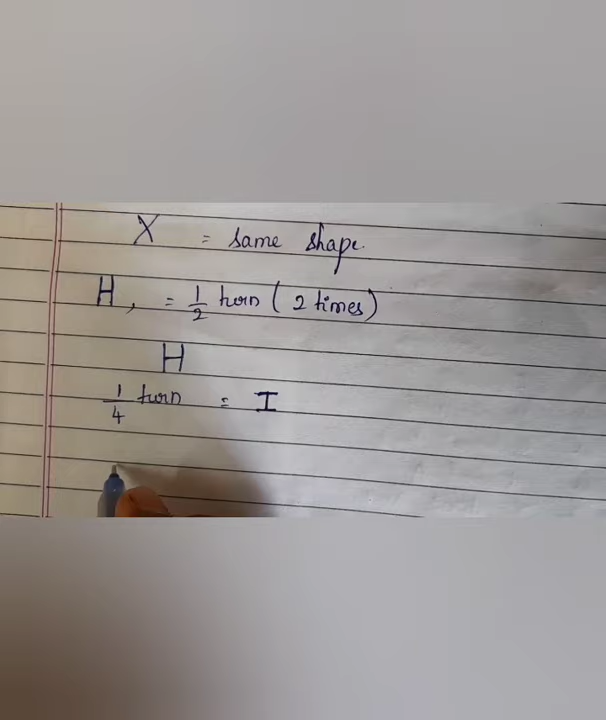 X = same shape.
H, = 1/2 turn ( 2 times)
H
1/4 turn = I